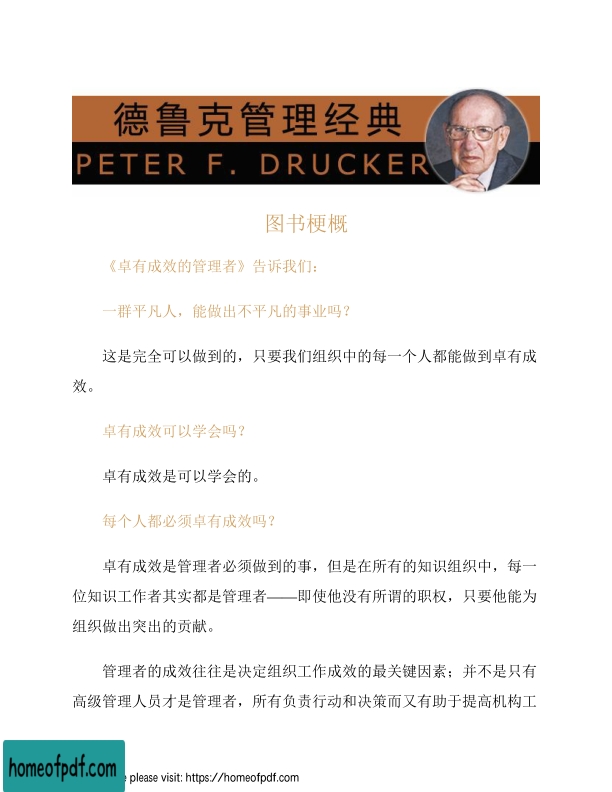 德鲁克管理经典
PETER F. DRUCKER
图书梗概
《卓有成效的管理者》告诉我们：
一群平凡人，能做出不平凡的事业吗？
这是完全可以做到的，只要我们组织中的每一个人都能做到卓有成
效。
卓有成效可以学会吗？
卓有成效是可以学会的。
每个人都必须卓有成效吗？
卓有成效是管理者必须做到的事，但是在所有的知识组织中，每一
位知识工作者其实都是管理者——即使他没有所谓的职权，只要他能为
组织做出突出的贡献。
管理者的成效往往是决定组织工作成效的最关键因素；并不是只有
高级管理人员才是管理者，所有负责行动和决策而又有助于提高机构工
homeofpdf.com
please visit: https://homeofpdf.com